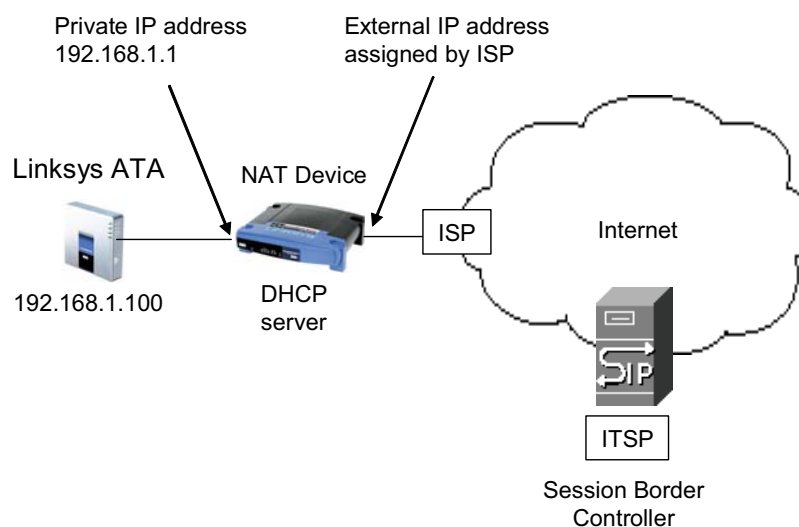 Private IP address
192.168.1.1
External IP address
assigned by ISP
Linksys ATA
NAT Device
ISP
Internet
192.168.1.100
DHCP
server
SIP
ITSP
Session Border
Controller